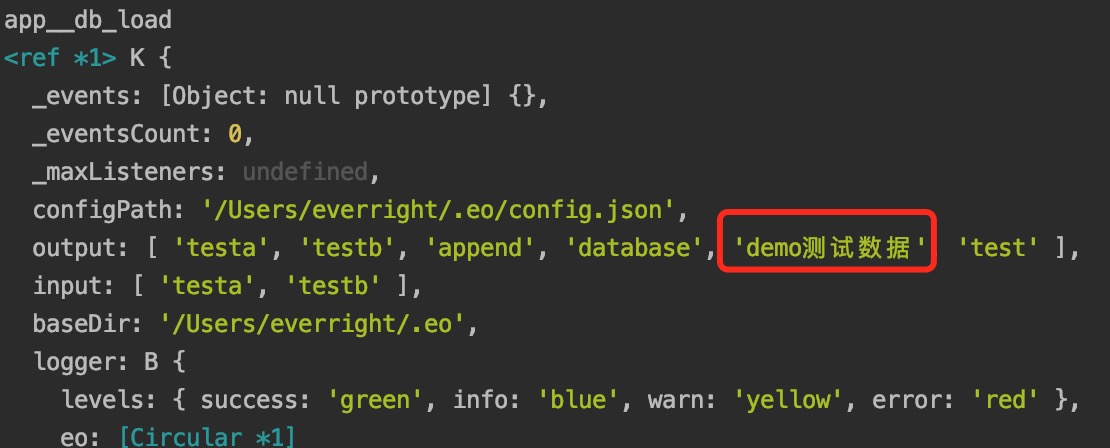 app__db_load
<ref *1> K {
  _events: [Object: null prototype] {},
  _eventsCount: 0,
  _maxListeners: undefined,
  configPath: '/Users/everright/.eo/config.json',
  output: [ 'testa', 'testb', 'append', 'database', 'demo测试数据'  'test' ],
  input: [ 'testa', 'testb' ],
  baseDir: '/Users/everright/.eo',
  logger: B {
    levels: { success: 'green', info: 'blue', warn: 'yellow', error: 'red' },
    eo: [Circular *1]